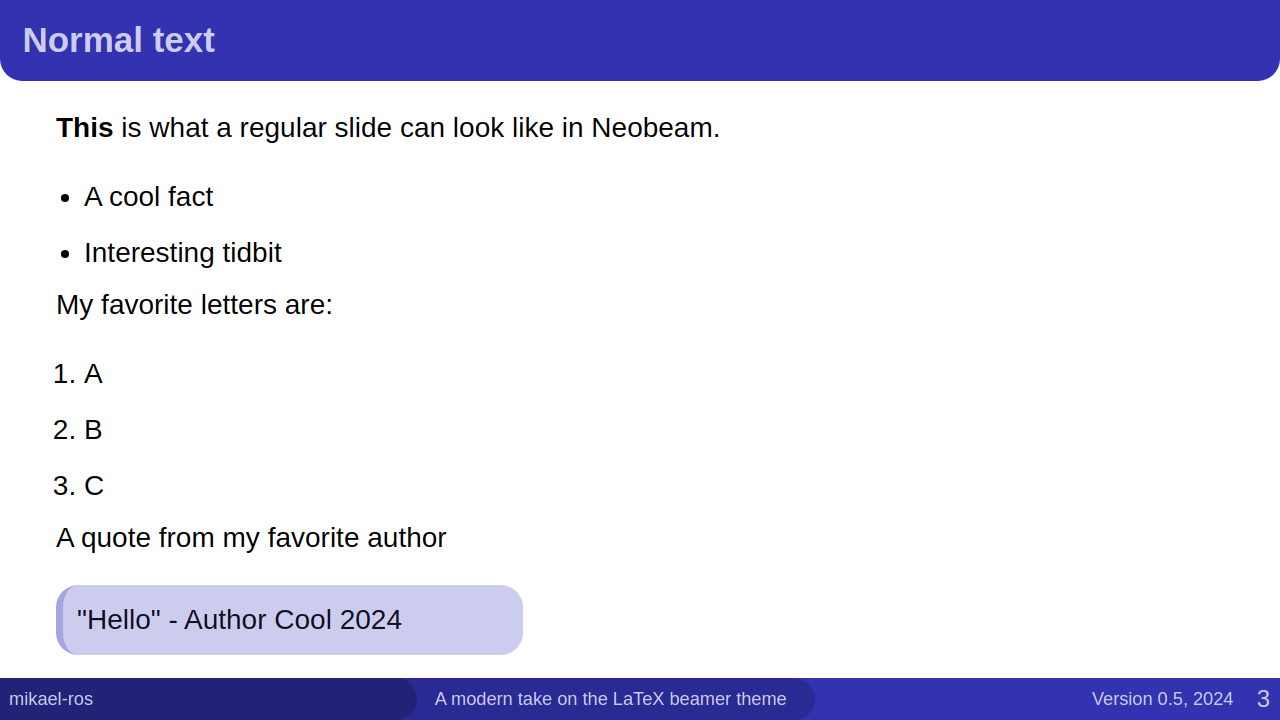 Normal text
This is what a regular slide can look like in Neobeam.
• A cool fact
• Interesting tidbit
My favorite letters are:
1. A
2. B
3. C
A quote from my favorite author
"Hello" - Author Cool 2024
mikael-ros
A modern take on the LaTeX beamer theme
Version 0.5, 2024
3